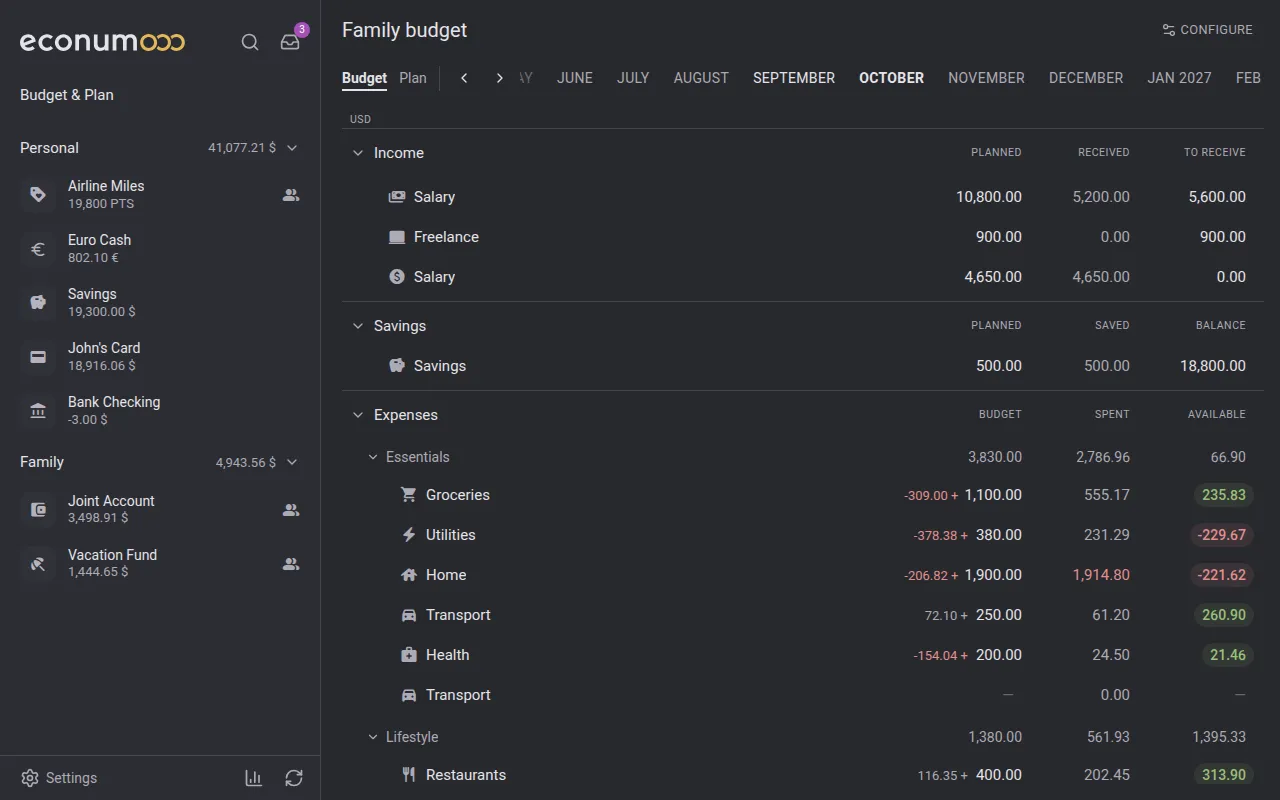 econumooo
3
Budget & Plan
Personal 41,077.21 $
Airline Miles
19,800 PTS
Euro Cash
802.10 €
Savings
19,300.00 $
John's Card
18,916.06 $
Bank Checking
-3.00 $
Family 4,943.56 $
Joint Account
3,498.91 $
Vacation Fund
1,444.65 $
Settings
Family budget CONFIGURE
Budget Plan AY JUNE JULY AUGUST SEPTEMBER OCTOBER NOVEMBER DECEMBER JAN 2027 FEB
USD
Income PLANNED RECEIVED TO RECEIVE
Salary 10,800.00 5,200.00 5,600.00
Freelance 900.00 0.00 900.00
Salary 4,650.00 4,650.00 0.00
Savings PLANNED SAVED BALANCE
Savings 500.00 500.00 18,800.00
Expenses BUDGET SPENT AVAILABLE
Essentials 3,830.00 2,786.96 66.90
Groceries -309.00 + 1,100.00 555.17 235.83
Utilities -378.38 + 380.00 231.29 -229.67
Home -206.82 + 1,900.00 1,914.80 -221.62
Transport 72.10 + 250.00 61.20 260.90
Health -154.04 + 200.00 24.50 21.46
Transport — 0.00 —
Lifestyle 1,380.00 561.93 1,395.33
Restaurants 116.35 + 400.00 202.45 313.90